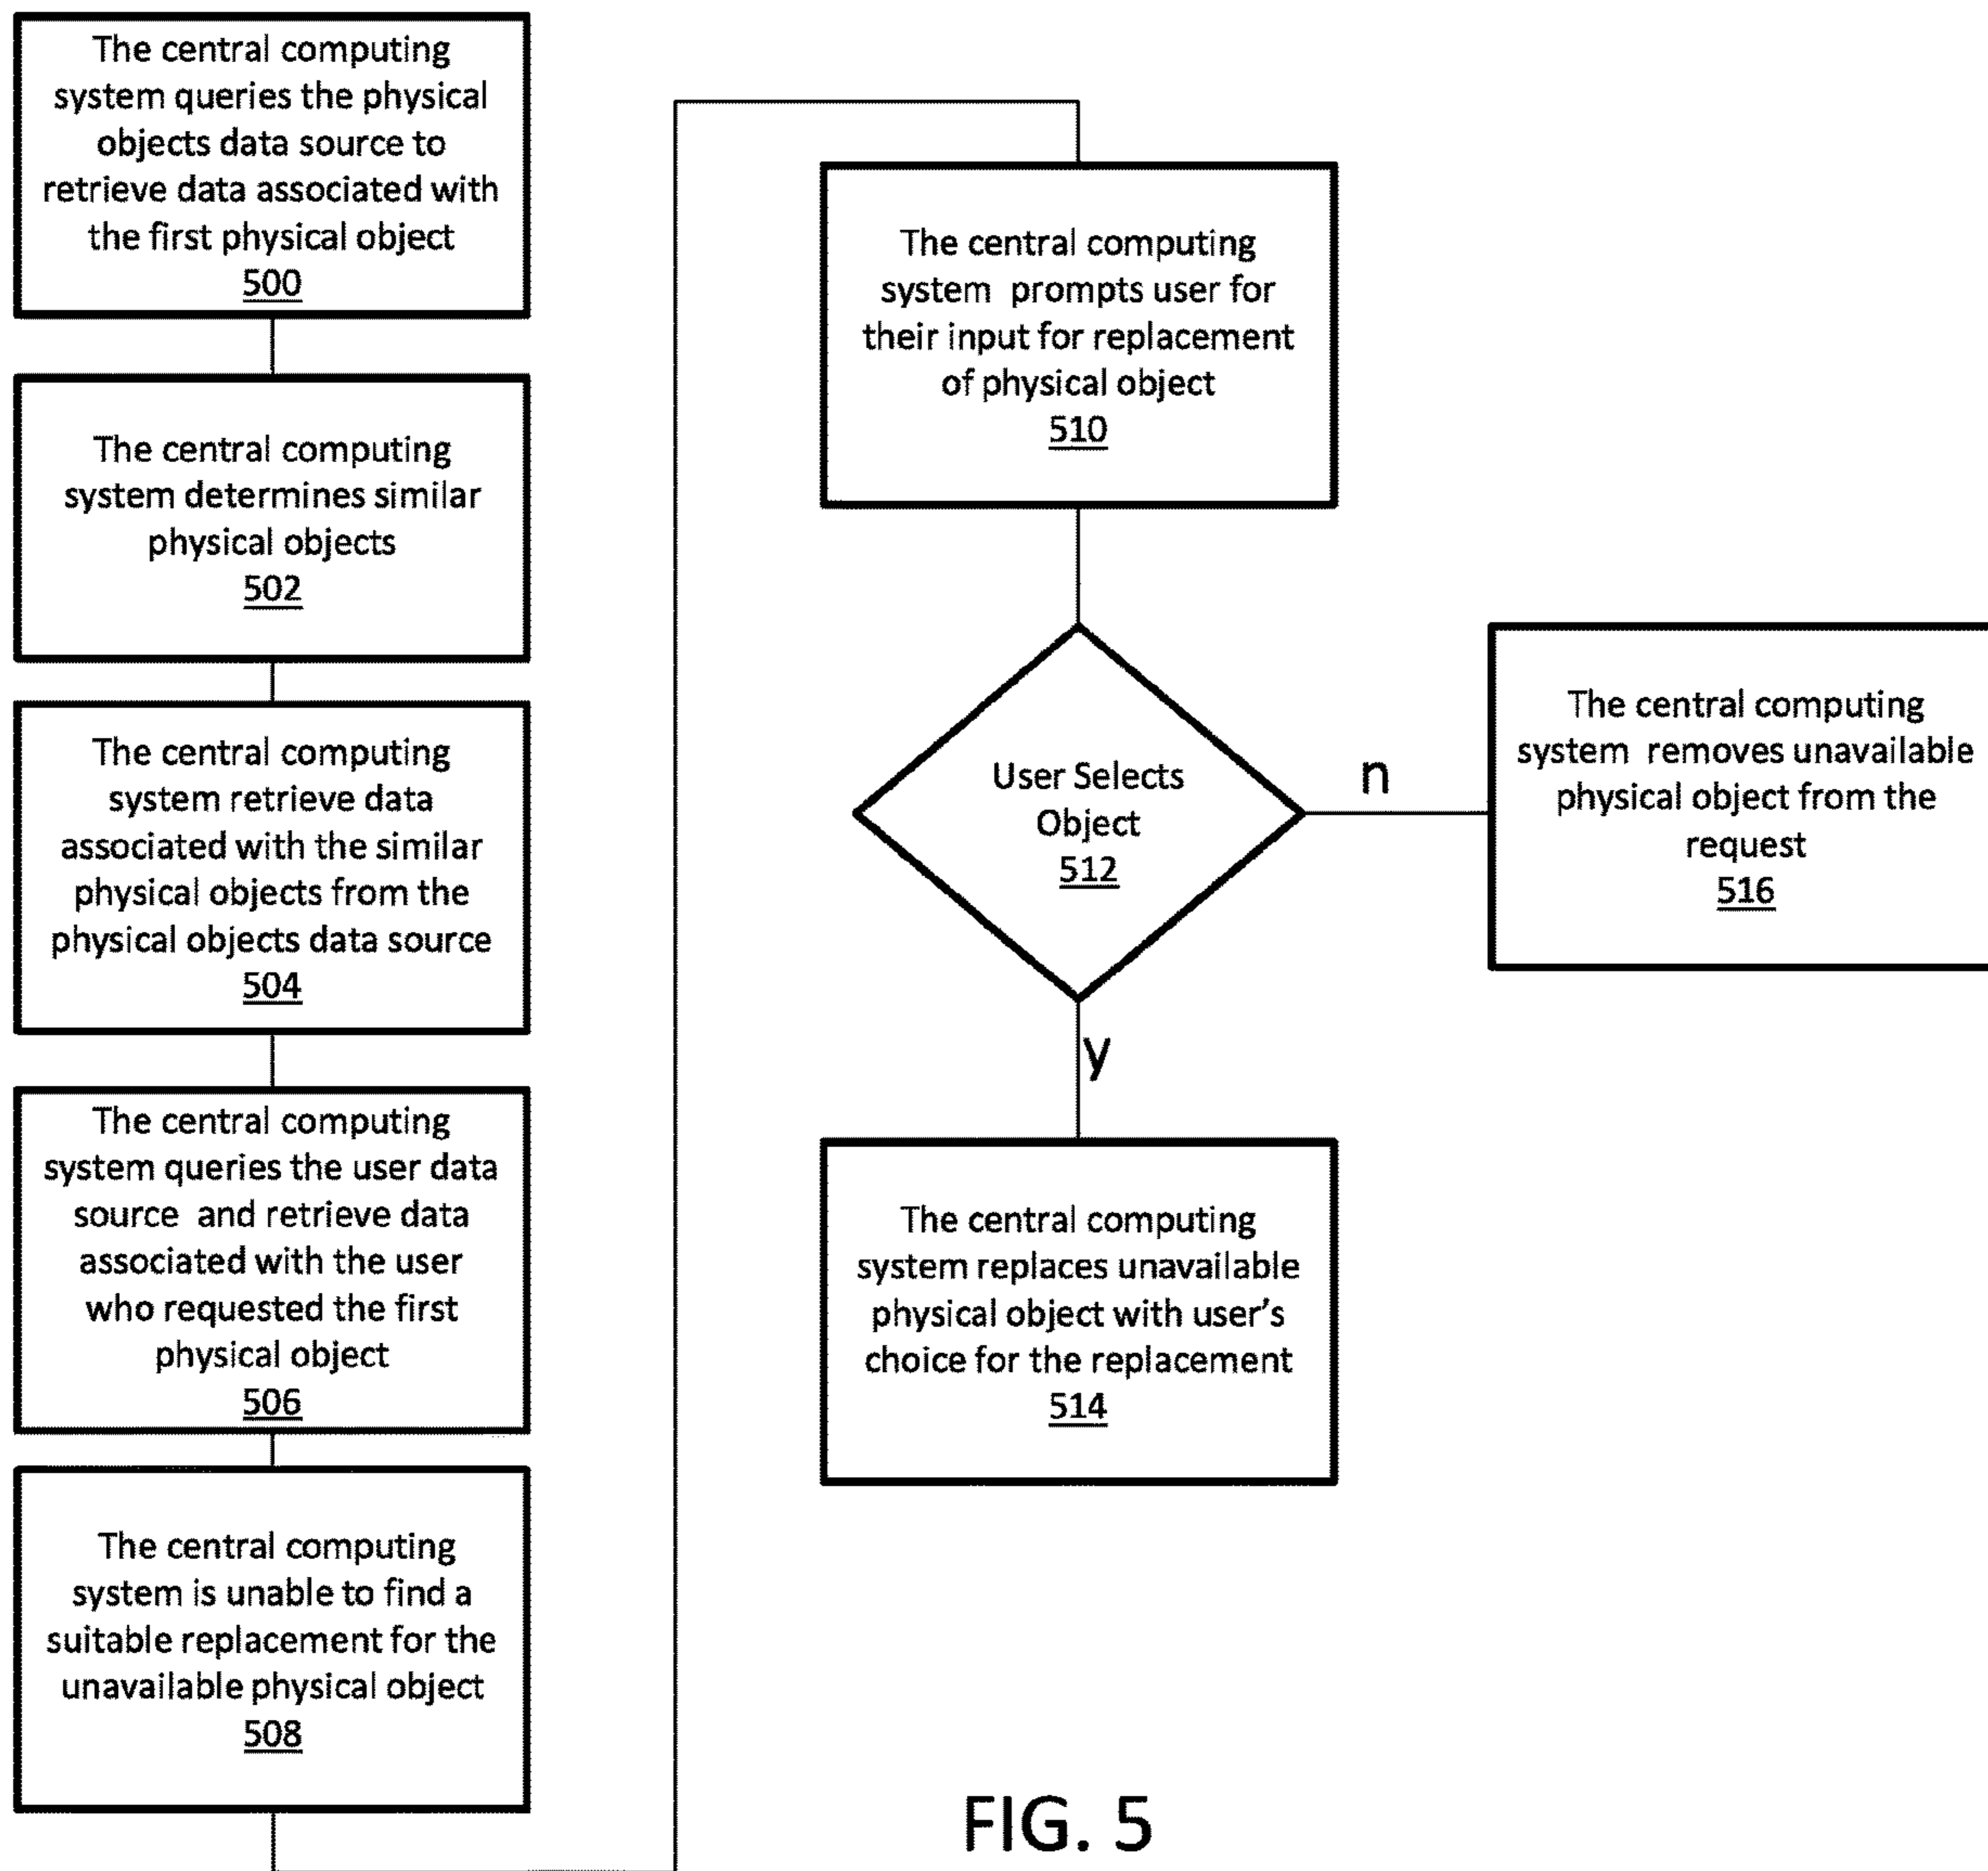 The central computing
system queries the physical
objects data source to
retrieve data associated with
the first physical object
500
The central computing
system determines similar
physical objects
502
The central computing
system retrieve data
associated with the similar
physical objects from the
physical objects data source
504
The central computing
system queries the user data
source and retrieve data
associated with the user
who requested the first
physical object
506
The central computing
system is unable to find a
suitable replacement for the
unavailable physical object
508
The central computing
system prompts user for
their input for replacement
of physical object
510
User Selects
Object
512
n
The central computing
system removes unavailable
physical object from the
request
516
y
The central computing
system replaces unavailable
physical object with user's
choice for the replacement
514
FIG. 5